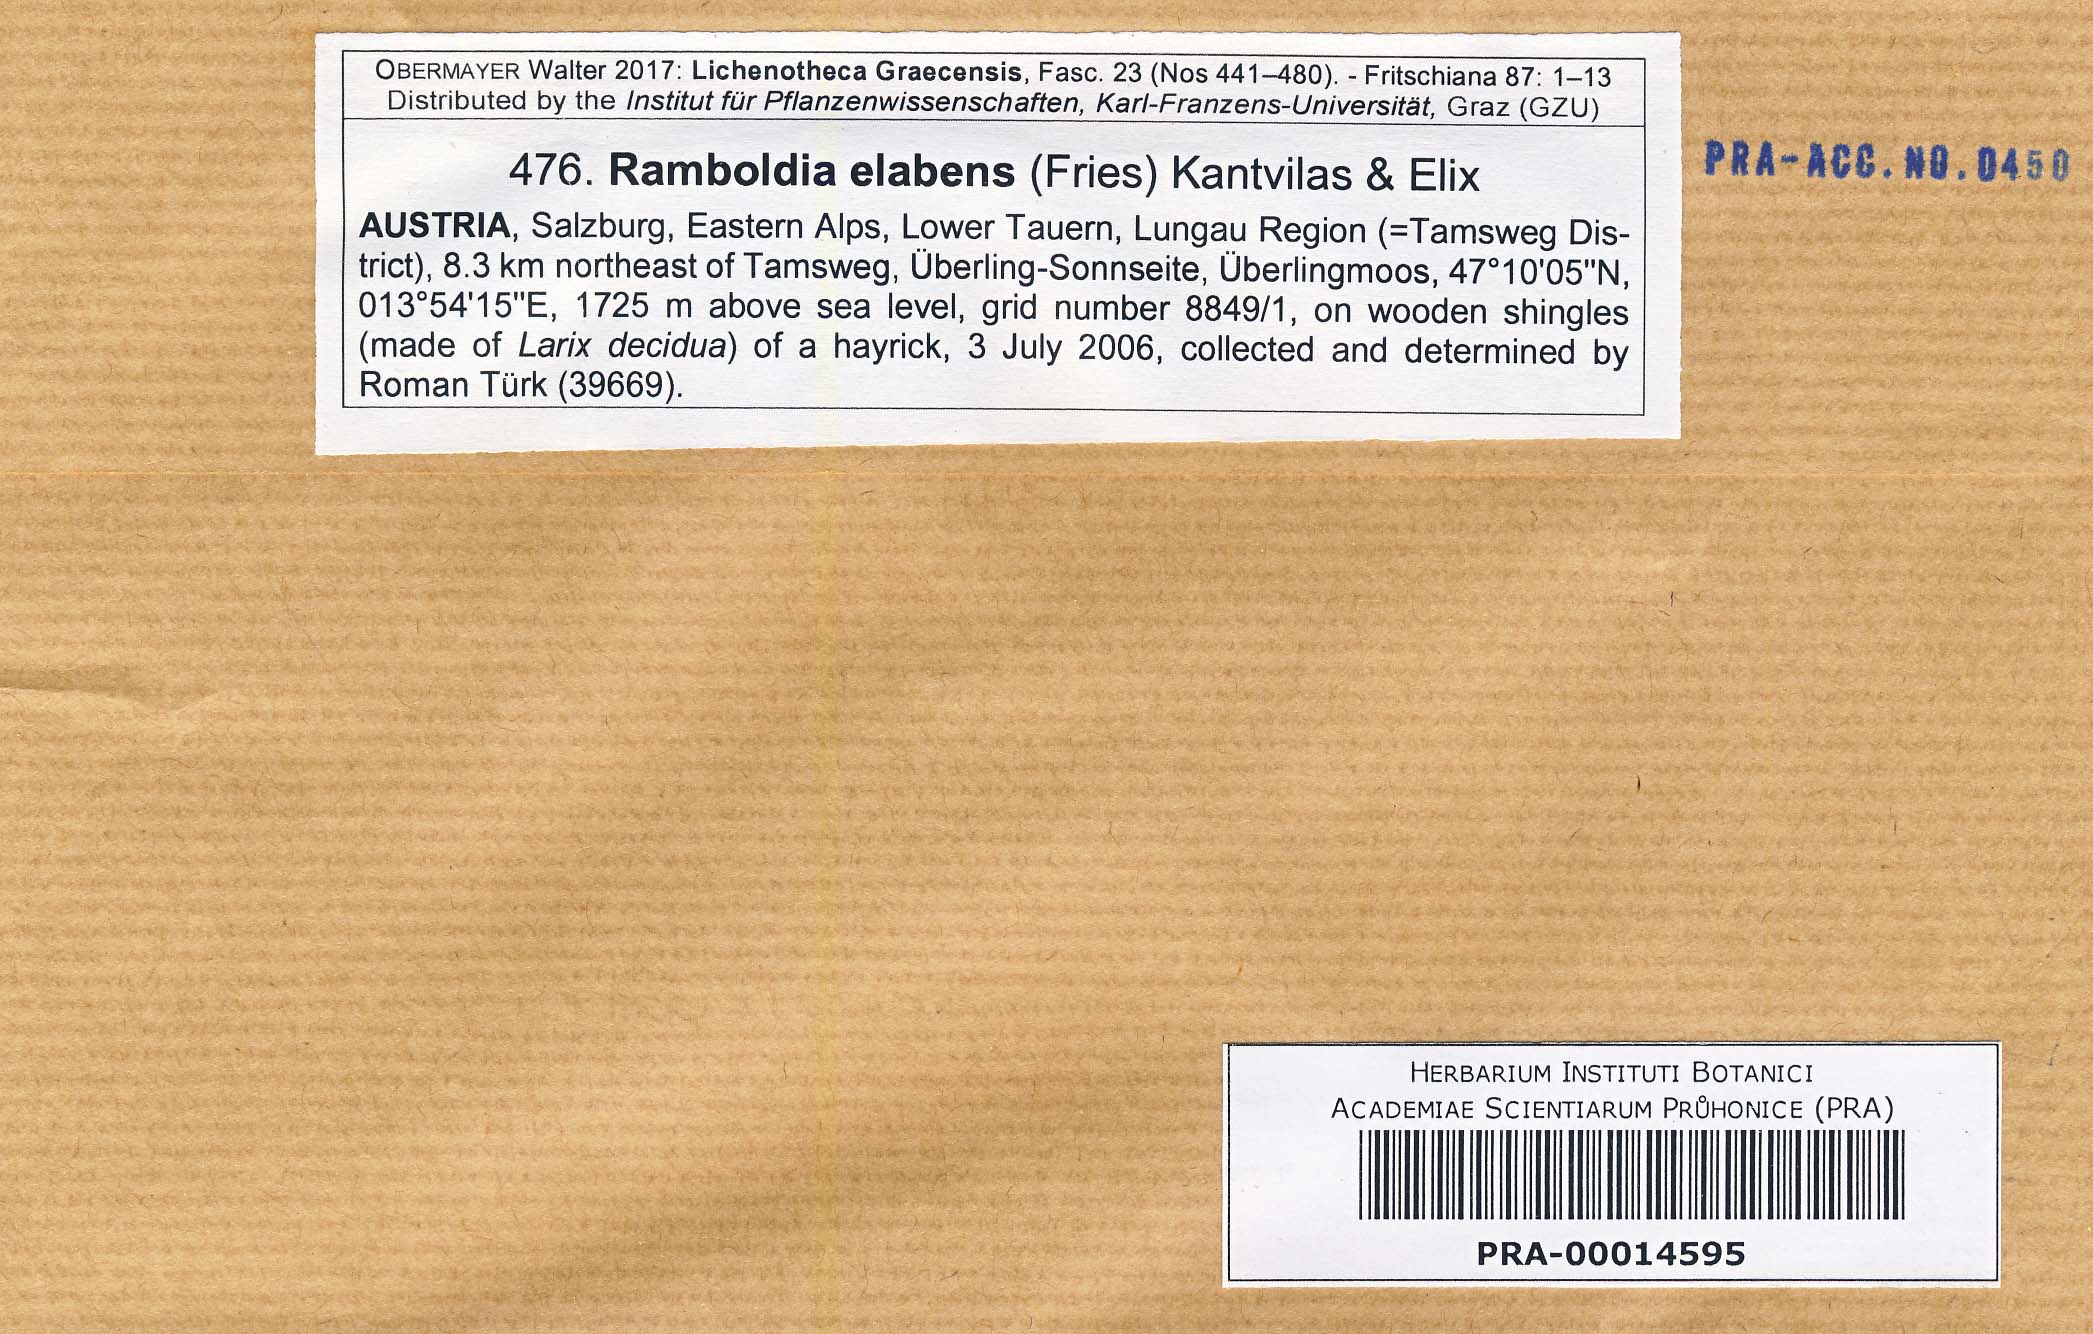 OBERMAYER Walter 2017: Lichenotheca Graecensis, Fasc. 23 (Nos 441–480). - Fritschiana 87: 1–13
Distributed by the Institut für Pflanzenwissenschaften, Karl-Franzens-Universität, Graz (GZU)
476. Ramboldia elabens (Fries) Kantvilas & Elix
PRA-ACC.NO.0450
AUSTRIA, Salzburg, Eastern Alps, Lower Tauern, Lungau Region (=Tamsweg Dis-
trict), 8.3 km northeast of Tamsweg, Überling-Sonnseite, Überlingmoos, 47°10'05"N,
013°54'15"E, 1725 m above sea level, grid number 8849/1, on wooden shingles
(made of Larix decidua) of a hayrick, 3 July 2006, collected and determined by
Roman Türk (39669).
HERBARIUM INSTITUTI BOTANICI
ACADEMIAE SCIENTIARUM PRŮHONICE (PRA)
PRA-00014595